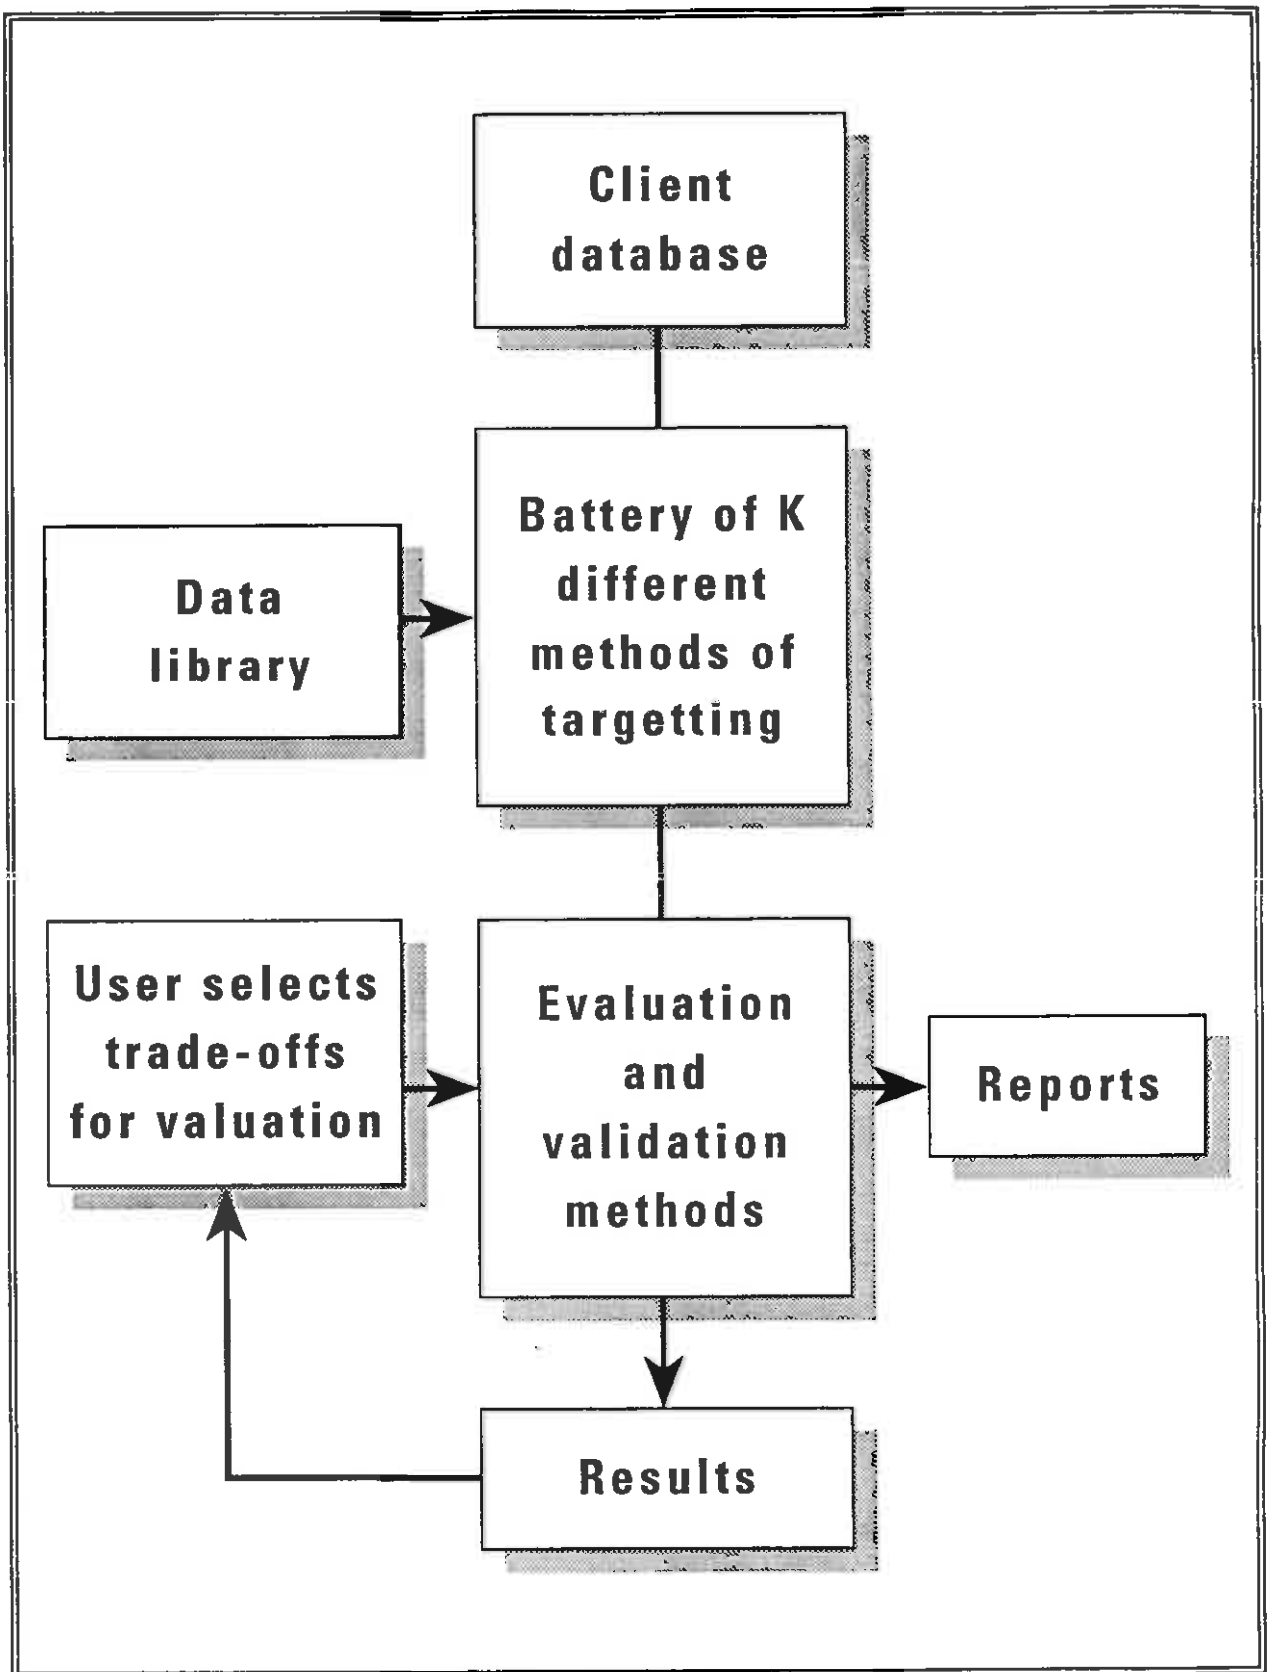 Client
database
Battery of K
different
methods of
targetting
Data
library
User selects
trade-offs
for valuation
Evaluation
and
validation
methods
Reports
Results